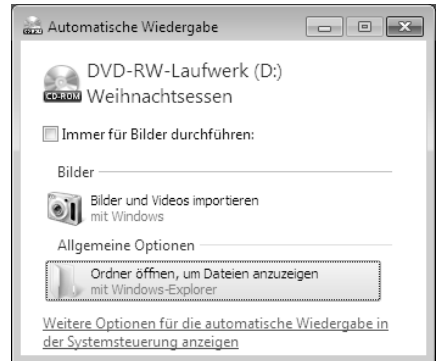 Automatische Wiedergabe
DVD-RW-Laufwerk (D:)
CD-ROM Weihnachtsessen
Immer für Bilder durchführen:
Bilder
Bilder und Videos importieren
mit Windows
Allgemeine Optionen
Ordner öffnen, um Dateien anzuzeigen
mit Windows-Explorer
Weitere Optionen für die automatische Wiedergabe in
der Systemsteuerung anzeigen